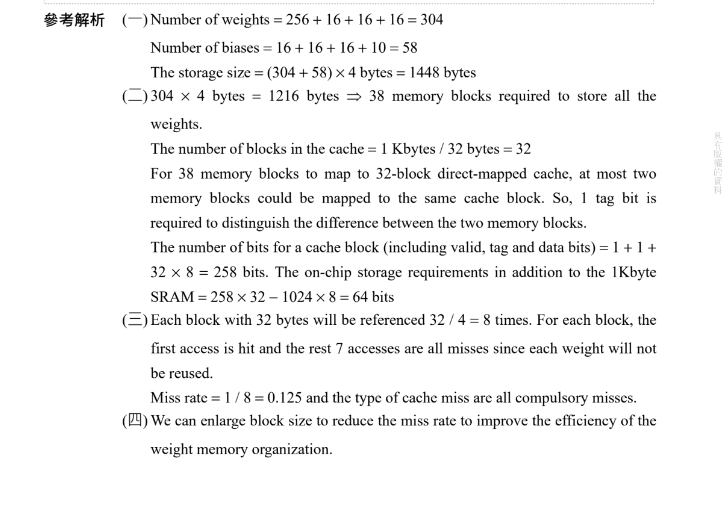 參考解析 (一) Number of weights = 256 + 16 + 16 + 16 = 304
Number of biases = 16 + 16 + 16 + 10 = 58
The storage size = (304 + 58) × 4 bytes = 1448 bytes
(二) 304 × 4 bytes = 1216 bytes ⇒ 38 memory blocks required to store all the
weights.
The number of blocks in the cache = 1 Kbytes / 32 bytes = 32
For 38 memory blocks to map to 32-block direct-mapped cache, at most two
memory blocks could be mapped to the same cache block. So, 1 tag bit is
required to distinguish the difference between the two memory blocks.
The number of bits for a cache block (including valid, tag and data bits) = 1 + 1 +
32 × 8 = 258 bits. The on-chip storage requirements in addition to the 1Kbyte
SRAM = 258 × 32 − 1024 × 8 = 64 bits
(三) Each block with 32 bytes will be referenced 32 / 4 = 8 times. For each block, the
first access is hit and the rest 7 accesses are all misses since each weight will not
be reused.
Miss rate = 1 / 8 = 0.125 and the type of cache miss are all compulsory misses.
(四) We can enlarge block size to reduce the miss rate to improve the efficiency of the
weight memory organization.
具有版權的資料